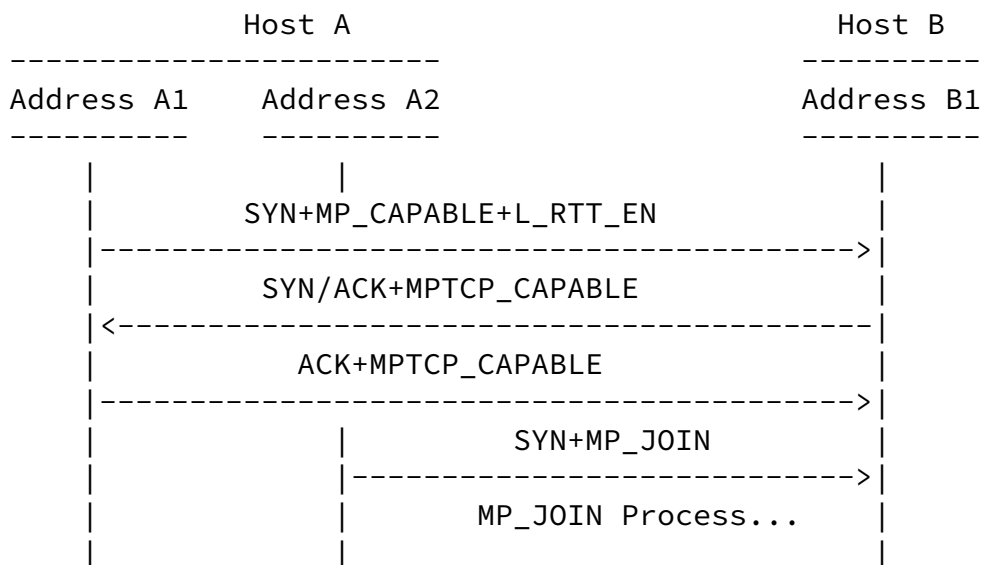 Host A Host B
Address A1 Address A2 Address B1
SYN+MP_CAPABLE+L_RTT_EN
SYN/ACK+MPTCP_CAPABLE
ACK+MPTCP_CAPABLE
SYN+MP_JOIN
MP_JOIN Process...